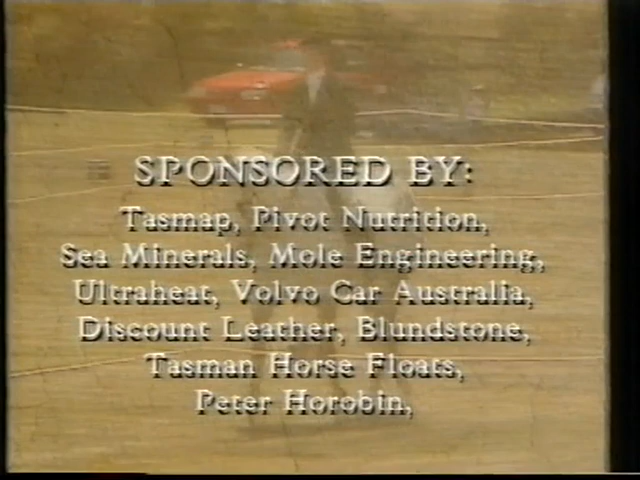 SPONSORED BY:
Tasmap, Pivot Nutrition,
Sea Minerals, Mole Engineering,
Ultraheat, Volvo Car Australia,
Discount Leather, Blundstone,
Tasman Horse Floats,
Peter Horobin,